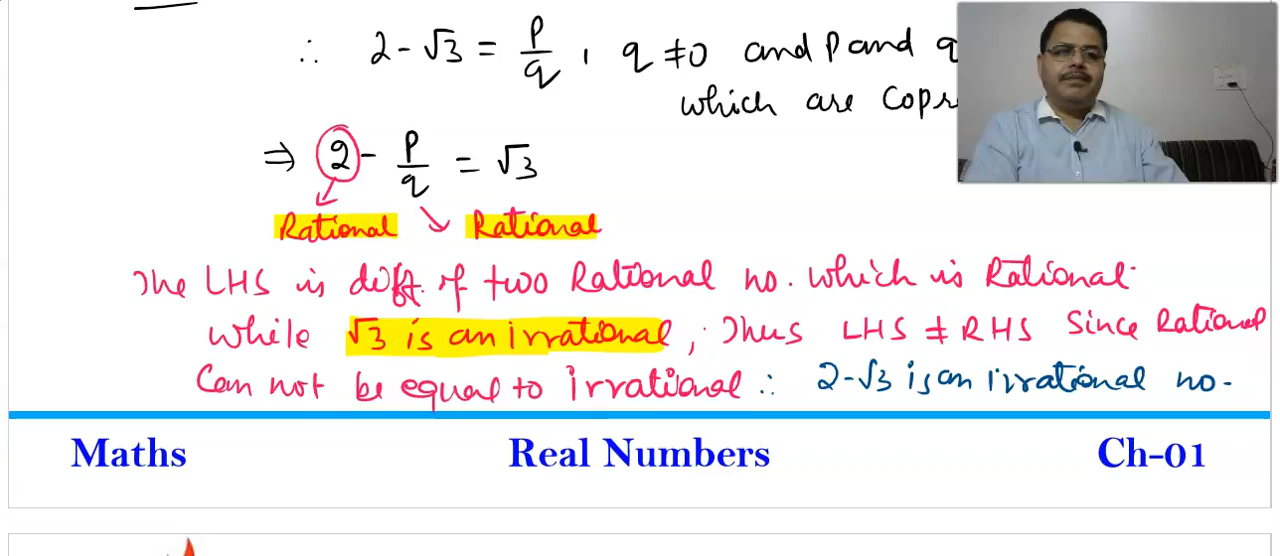 ∴ 2 - √3 = p/q , q ≠ 0 and p and q
which are
⇒ 2 - p/q = √3
Rational Rational
The LHS is diff. of two Rational no. which is Rational
while √3 is an irrational, Thus LHS ≠ RHS Since Rational
Can not be equal to irrational ∴ 2-√3 is an irrational no-
Maths Real Numbers Ch-01